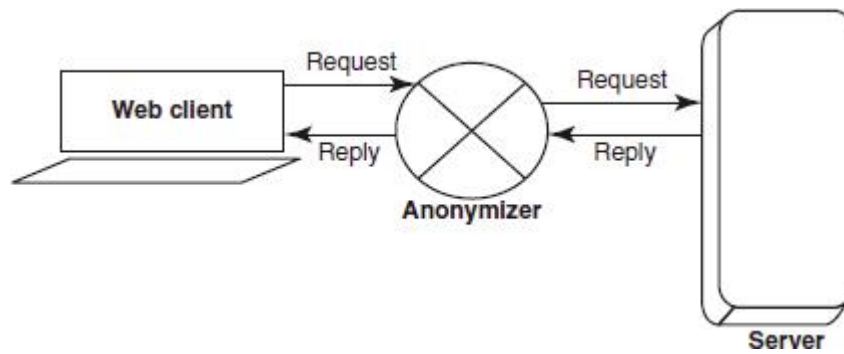 Request
Request
Web client
Reply
Reply
Anonymizer
Server